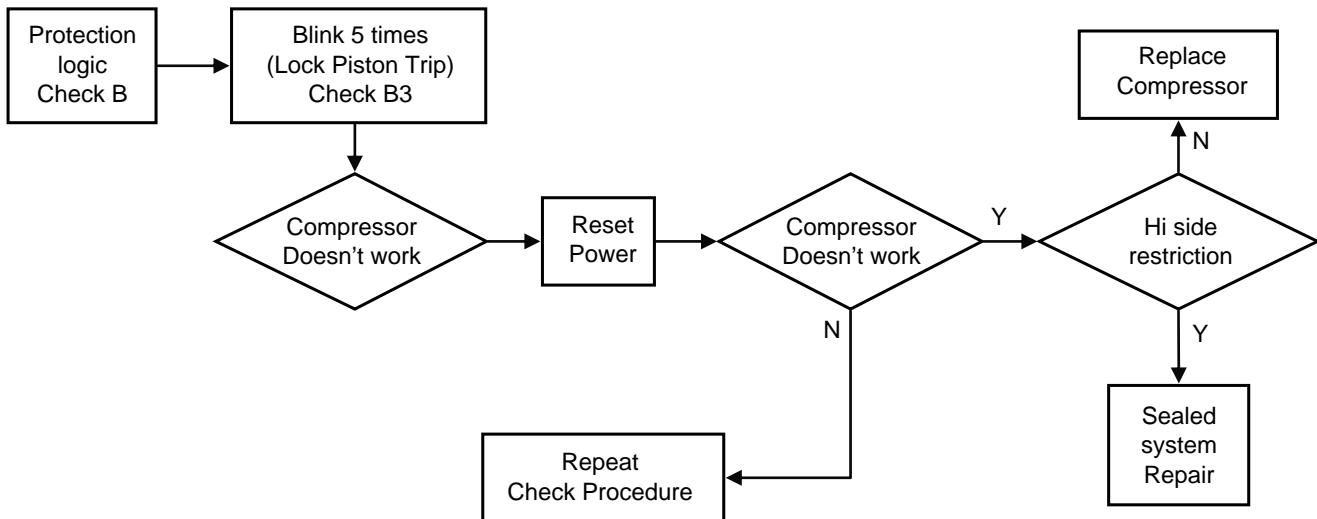 Protection
logic
Check B
Blink 5 times
(Lock Piston Trip)
Check B3
Compressor
Doesn’t work
Reset
Power
Compressor
Doesn’t work
Y
N
Hi side
restriction
N
Replace
Compressor
Y
Sealed
system
Repair
Repeat
Check Procedure